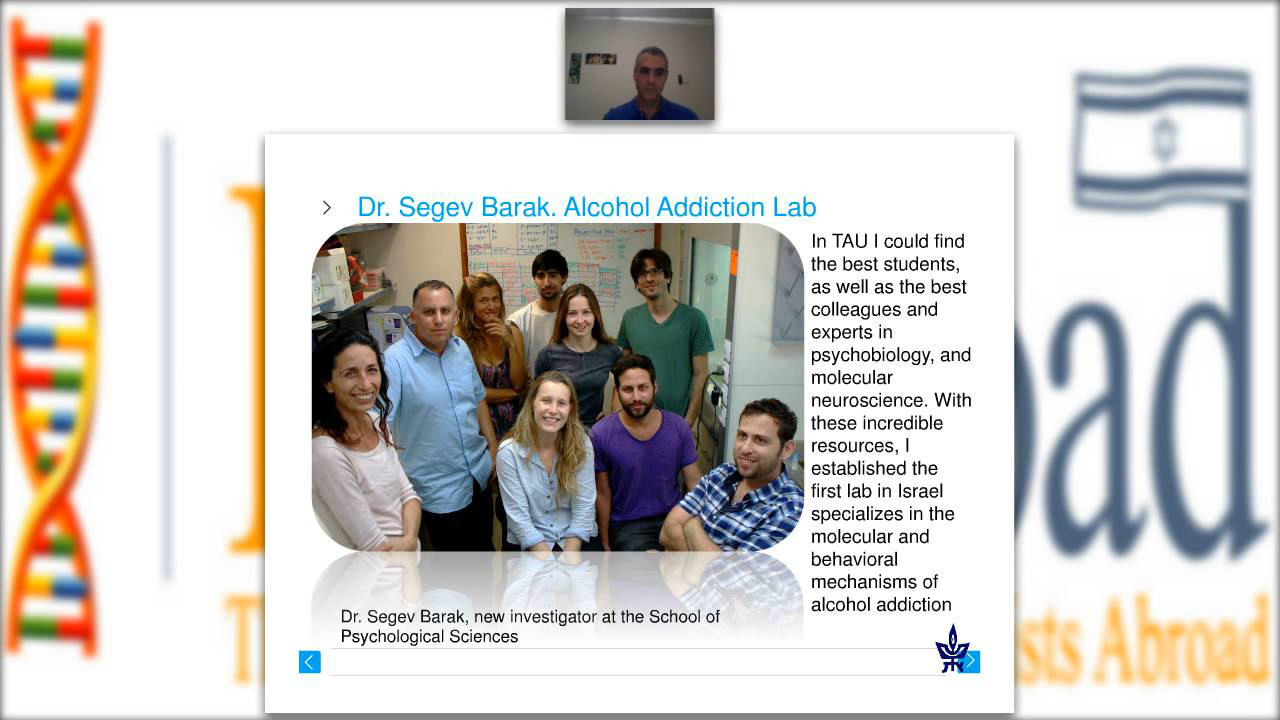 Dr. Segev Barak. Alcohol Addiction Lab
In TAU I could find
the best students,
as well as the best
colleagues and
experts in
psychobiology, and
molecular
neuroscience. With
these incredible
resources, I
established the
first lab in Israel
specializes in the
molecular and
behavioral
mechanisms of
alcohol addiction
Dr. Segev Barak, new investigator at the School of
Psychological Sciences
oad
ists Abroad